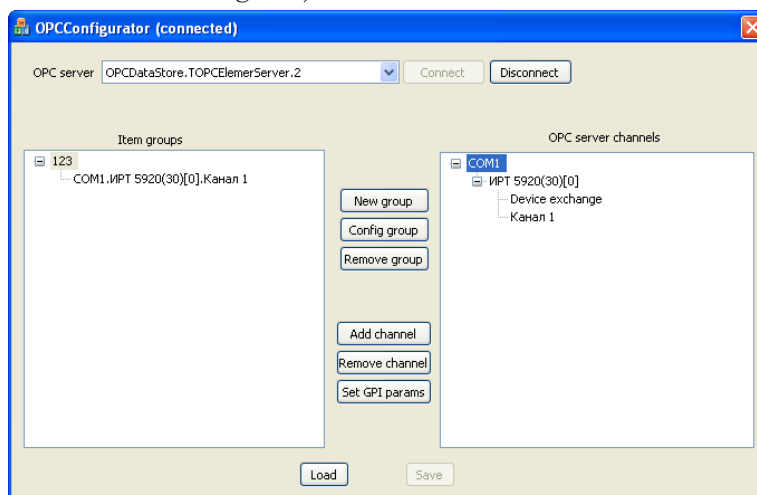 OPCConfigurator (connected)
OPC server OPCDataStore.TOPCElemerServer.2 Connect Disconnect
Item groups
OPC server channels
123
COM1.ИРТ 5920(30)[0].Канал 1
New group
Config group
Remove group
Add channel
Remove channel
Set GPI params
COM1
ИРТ 5920(30)[0]
Device exchange
Канал 1
Load Save